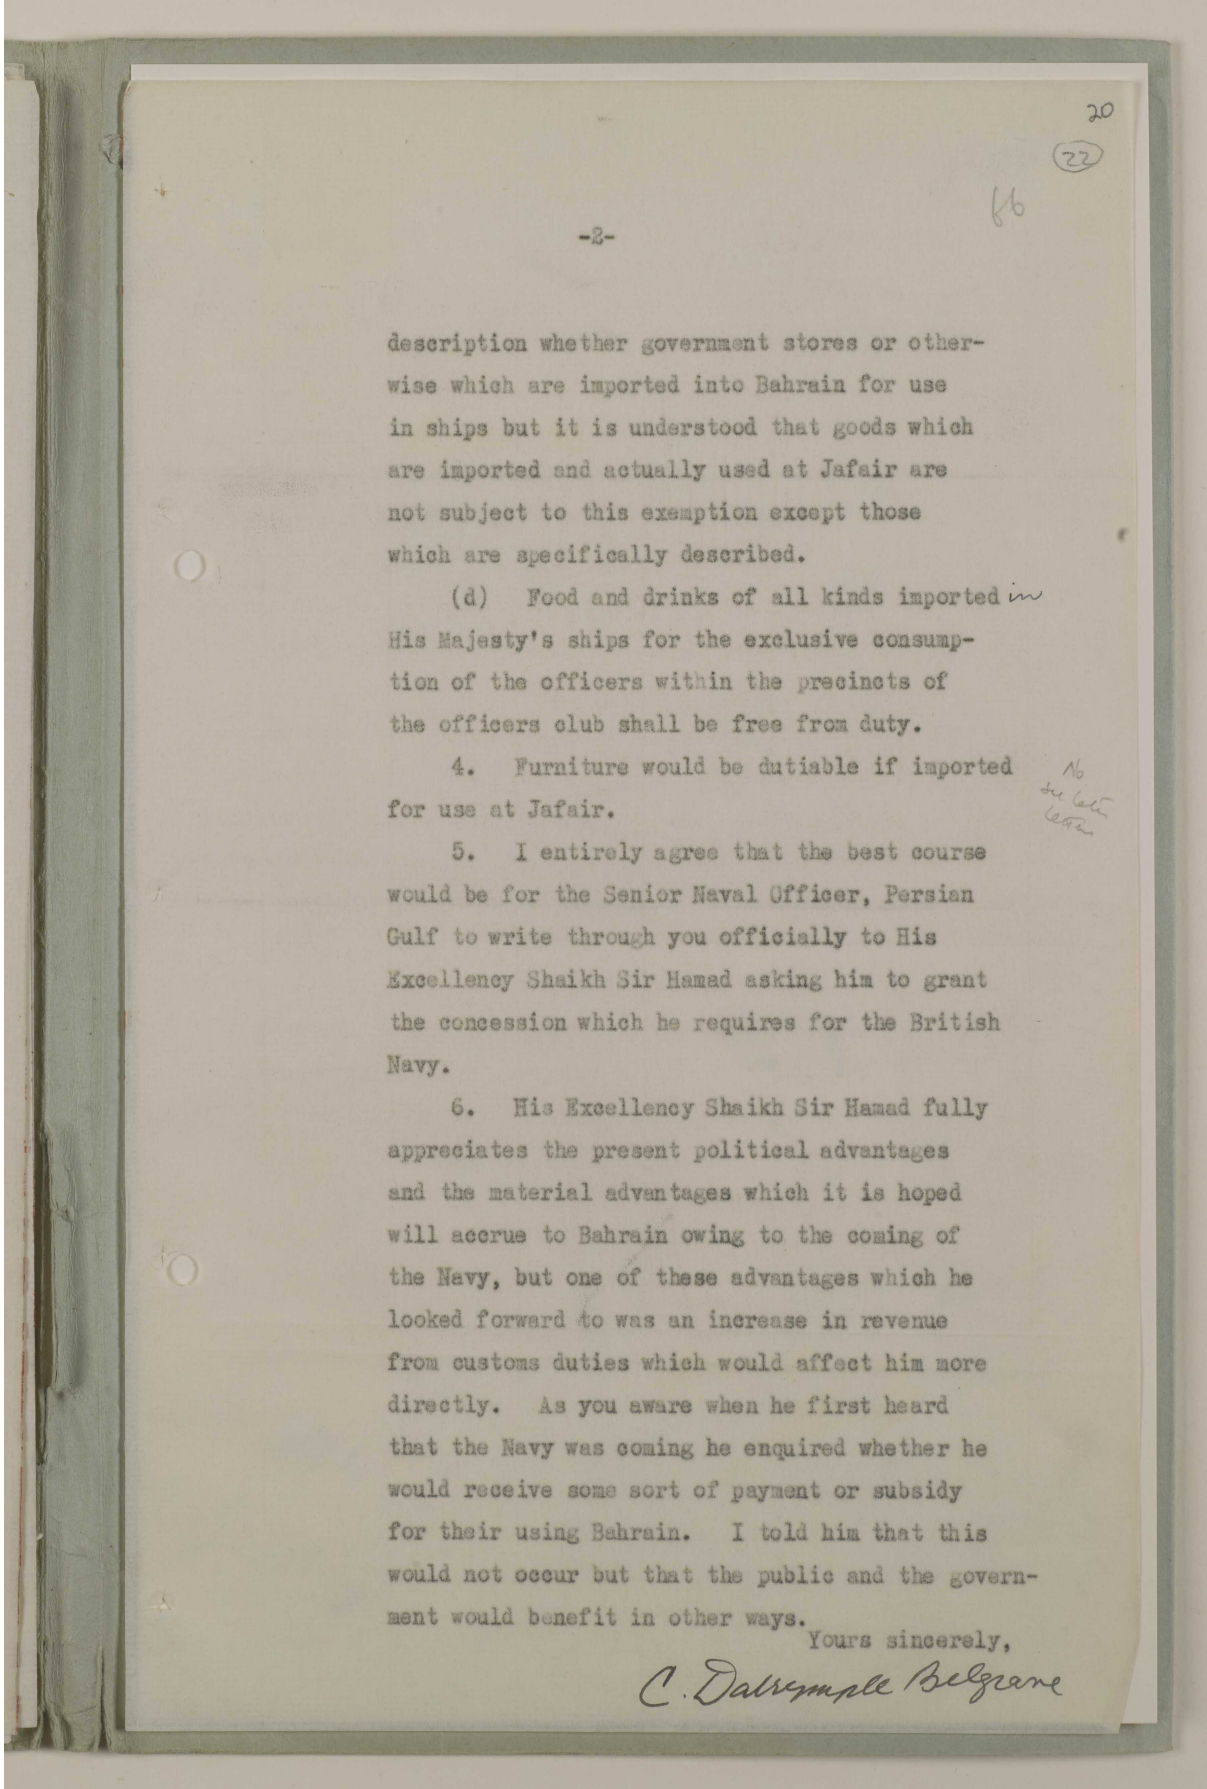 20
22
66
-2-
description whether government stores or other-
wise which are imported into Bahrain for use
in ships but it is understood that goods which
are imported and actually used at Jafair are
not subject to this exemption except those
which are specifically described.
(d) Food and drinks of all kinds imported in
His Majesty's ships for the exclusive consump-
tion of the officers within the precincts of
the officers club shall be free from duty.
4. Furniture would be dutiable if imported
for use at Jafair.
No
see later
letter
5. I entirely agree that the best course
would be for the Senior Naval Officer, Persian
Gulf to write through you officially to His
Excellency Shaikh Sir Hamad asking him to grant
the concession which he requires for the British
Navy.
6. His Excellency Shaikh Sir Hamad fully
appreciates the present political advantages
and the material advantages which it is hoped
will accrue to Bahrain owing to the coming of
the Navy, but one of these advantages which he
looked forward to was an increase in revenue
from customs duties which would affect him more
directly. As you aware when he first heard
that the Navy was coming he enquired whether he
would receive some sort of payment or subsidy
for their using Bahrain. I told him that this
would not occur but that the public and the govern-
ment would benefit in other ways.
Yours sincerely,
C. Dalrymple Belgrave